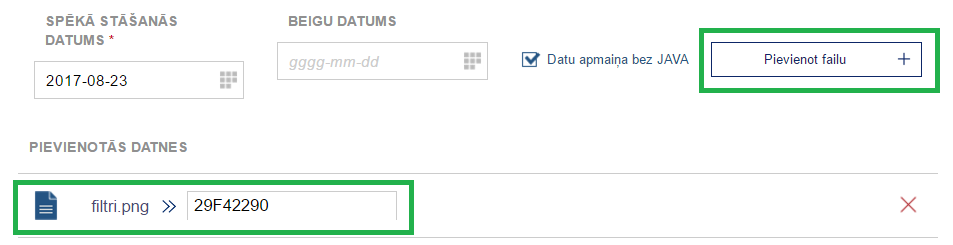 SPĒKĀ STĀŠANĀS
DATUMS *
2017-08-23
BEIGU DATUMS
gggg-mm-dd
Datu apmaiņa bez JAVA
Pievienot failu +
PIEVIENOTĀS DATNES
filtri.png » 29F42290